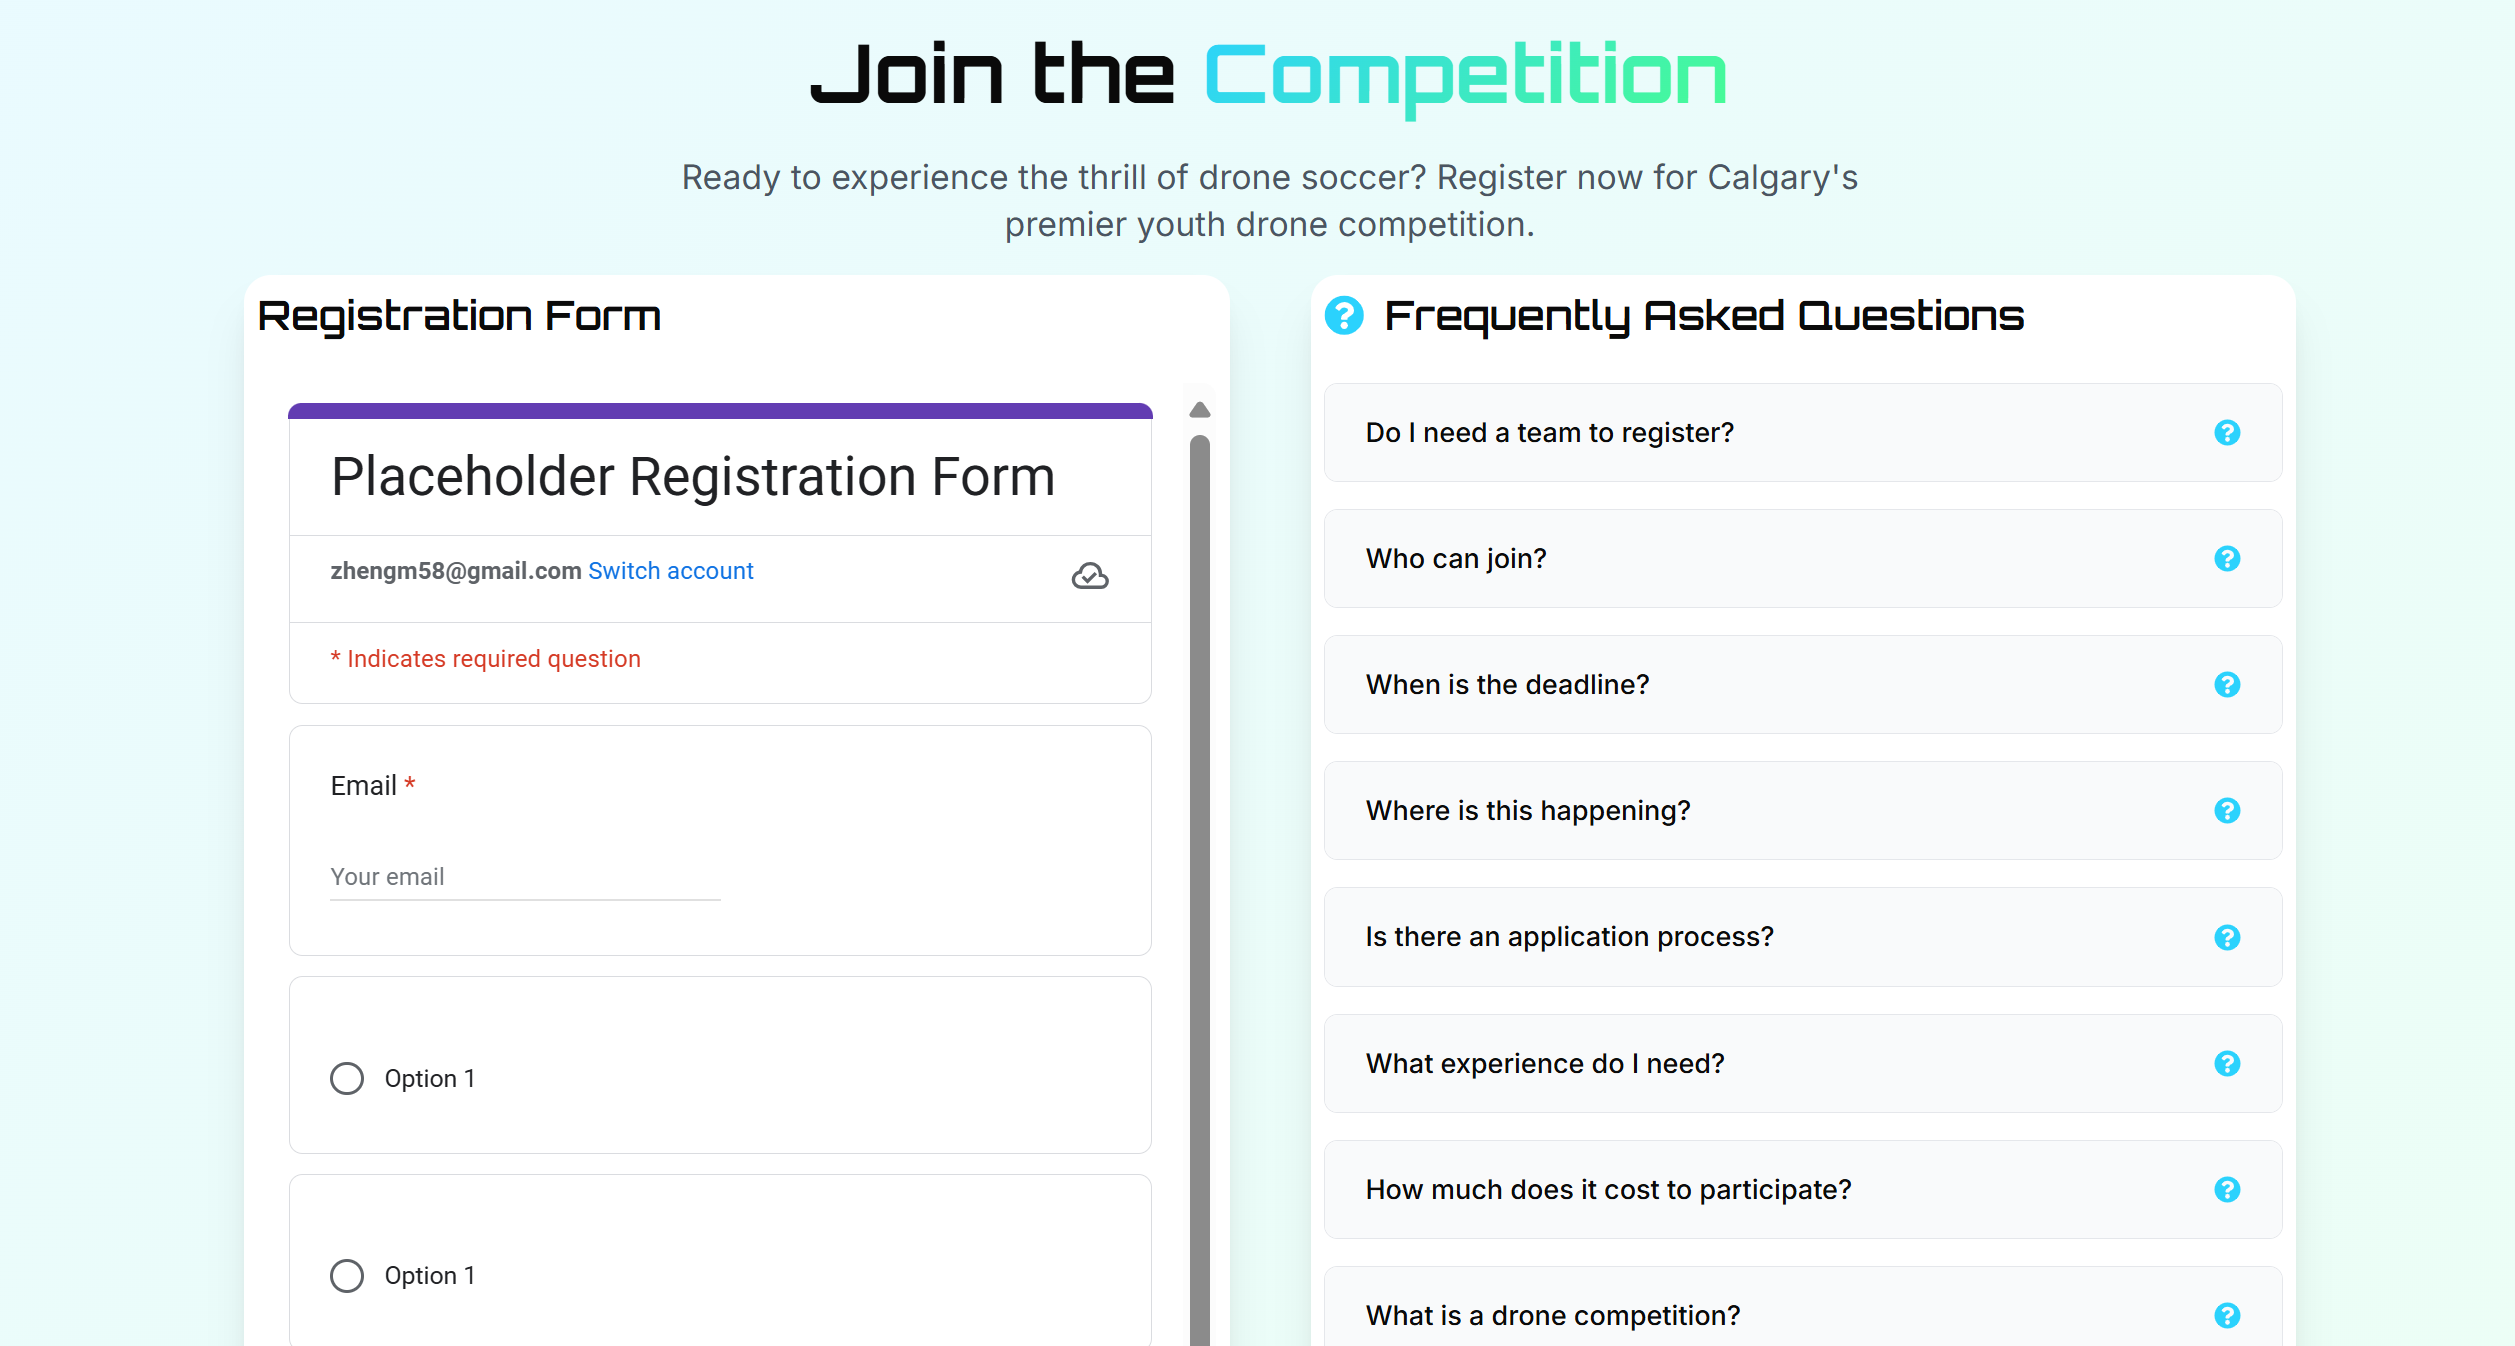 Join the Competition
Ready to experience the thrill of drone soccer? Register now for Calgary's
premier youth drone competition.
Registration Form
Placeholder Registration Form
zhengm58@gmail.com Switch account
* Indicates required question
Email *
Your email
Option 1
Option 1
Frequently Asked Questions
Do I need a team to register?
Who can join?
When is the deadline?
Where is this happening?
Is there an application process?
What experience do I need?
How much does it cost to participate?
What is a drone competition?